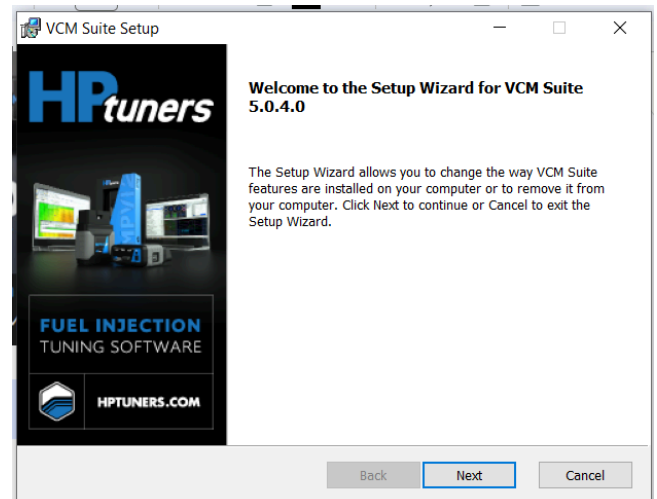 VCM Suite Setup
HPtuners
Welcome to the Setup Wizard for VCM Suite
5.0.4.0
The Setup Wizard allows you to change the way VCM Suite
features are installed on your computer or to remove it from
your computer. Click Next to continue or Cancel to exit the
Setup Wizard.
MPVI
FUEL INJECTION
TUNING SOFTWARE
HPTUNERS.COM
Back
Next
Cancel